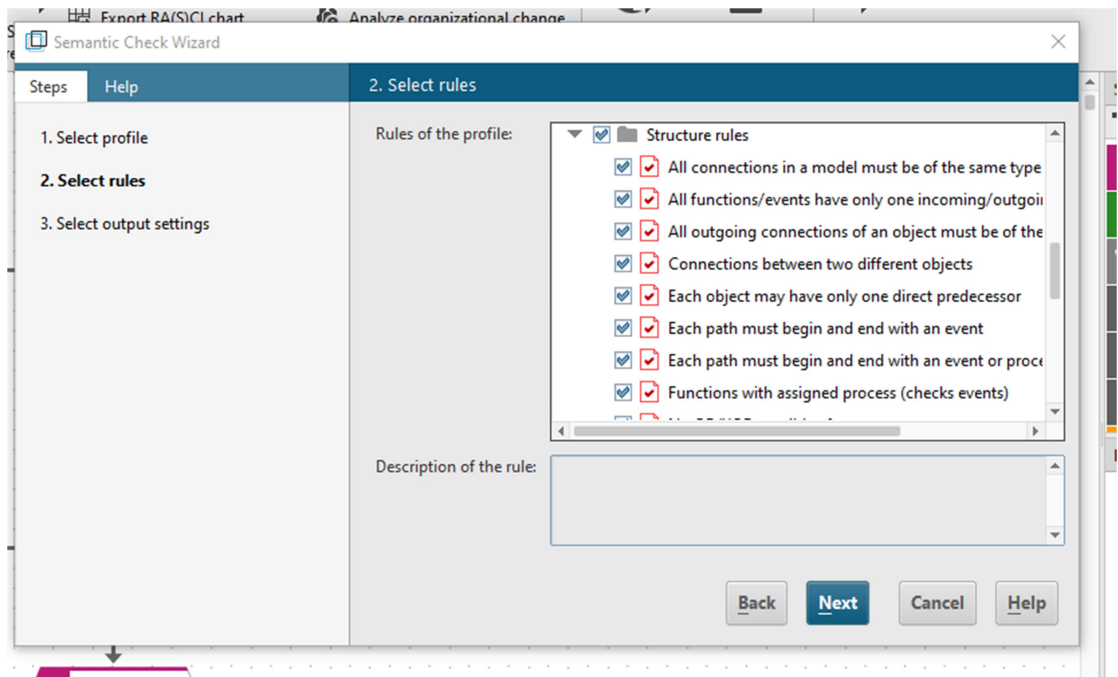 Export RA(S)CI chart
Analyze organizational change
Semantic Check Wizard
Steps
Help
2. Select rules
1. Select profile
2. Select rules
3. Select output settings
Rules of the profile:
Structure rules
All connections in a model must be of the same type
All functions/events have only one incoming/outgoi
All outgoing connections of an object must be of the
Connections between two different objects
Each object may have only one direct predecessor
Each path must begin and end with an event
Each path must begin and end with an event or proce
Functions with assigned process (checks events)
Description of the rule:
Back
Next
Cancel
Help